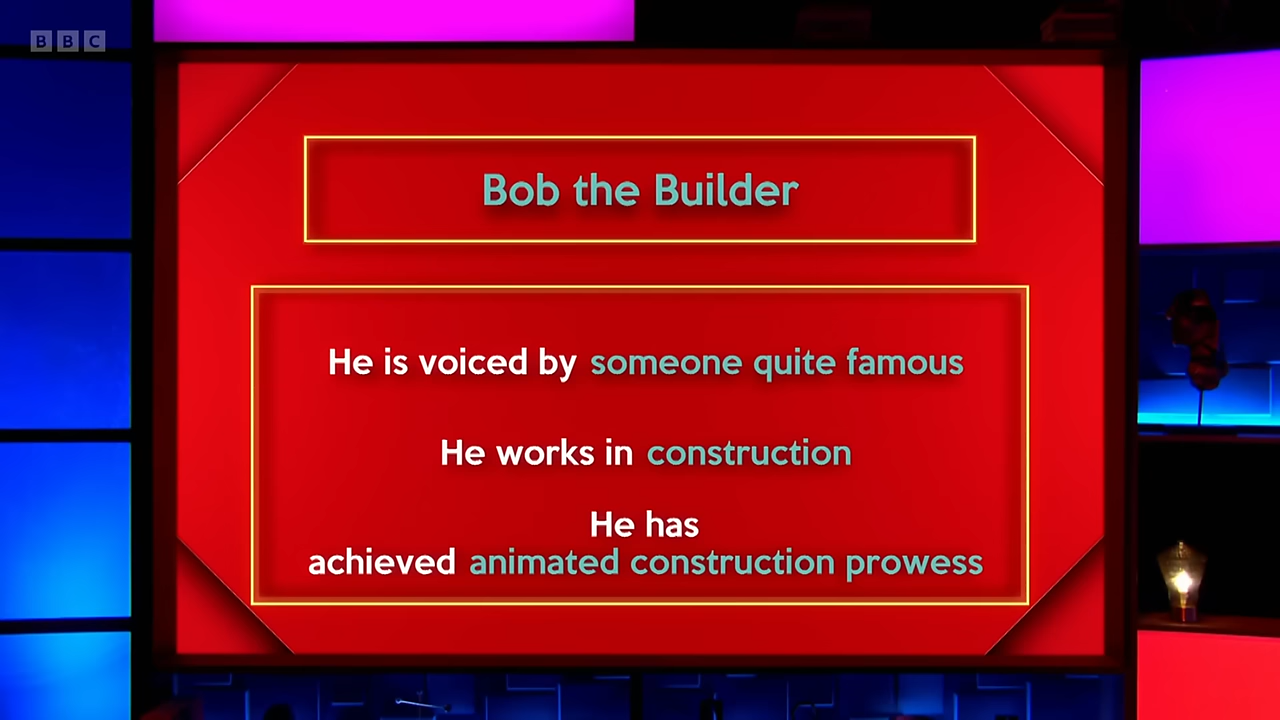 BBC
Bob the Builder
He is voiced by someone quite famous
He works in construction
He has
achieved animated construction prowess